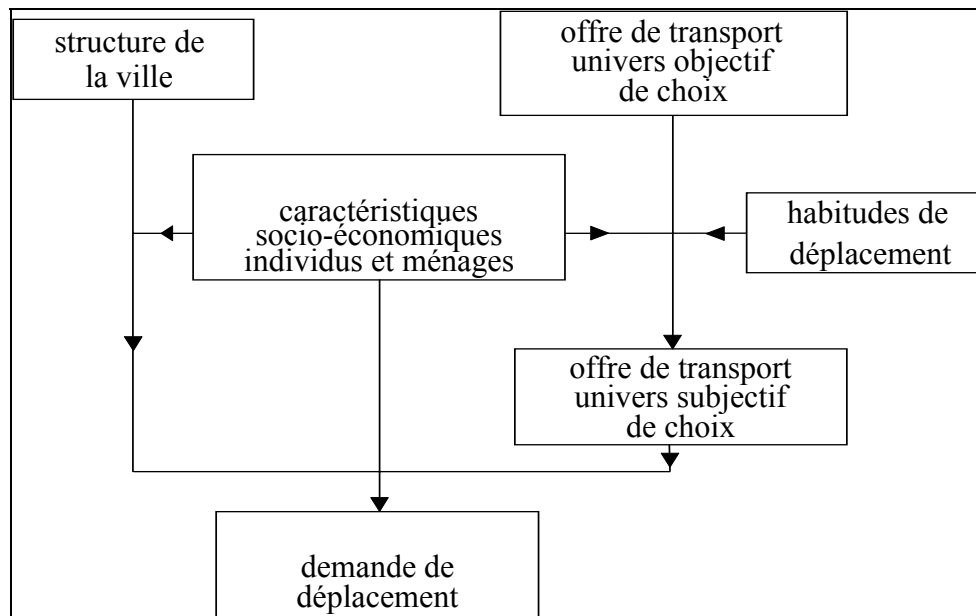 structure de
la ville
offre de transport
univers objectif
de choix
caractéristiques
socio-économiques
individus et ménages
habitudes de
déplacement
offre de transport
univers subjectif
de choix
demande de
déplacement